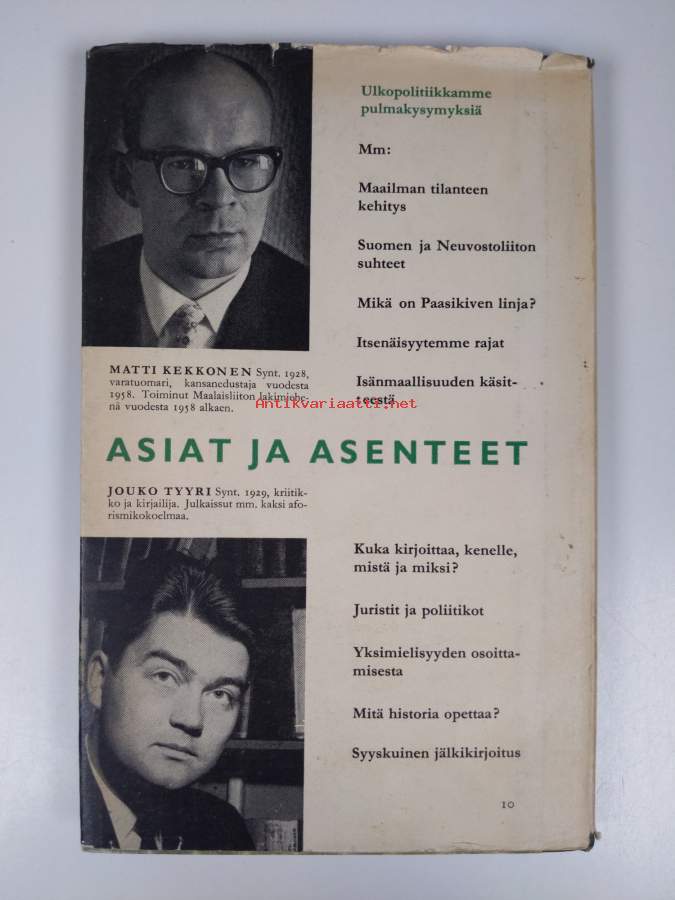 Ulkopolitiikkamme
pulmakysymyksiä
Mm:
Maailman tilanteen
kehitys
Suomen ja Neuvostoliiton
suhteet
Mikä on Paasikiven linja?
Itsenäisyytemme rajat
Isänmaallisuuden käsit-
teestä
MATTI KEKKONEN Synt. 1928,
varatuomari, kansanedustaja vuodesta
1958. Toiminut Maalaisliiton lakimiehe-
nä vuodesta 1958 alkaen.
Antikvariaatti.net
ASIAT JA ASENTEET
JOUKO TYYRI Synt. 1929, kriitik-
ko ja kirjailija. Julkaissut mm. kaksi afo-
rismikokoelmaa.
Kuka kirjoittaa, kenelle,
mistä ja miksi?
Juristit ja poliitikot
Yksimielisyyden osoitta-
misesta
Mitä historia opettaa?
Syyskuinen jälkikirjoitus
10